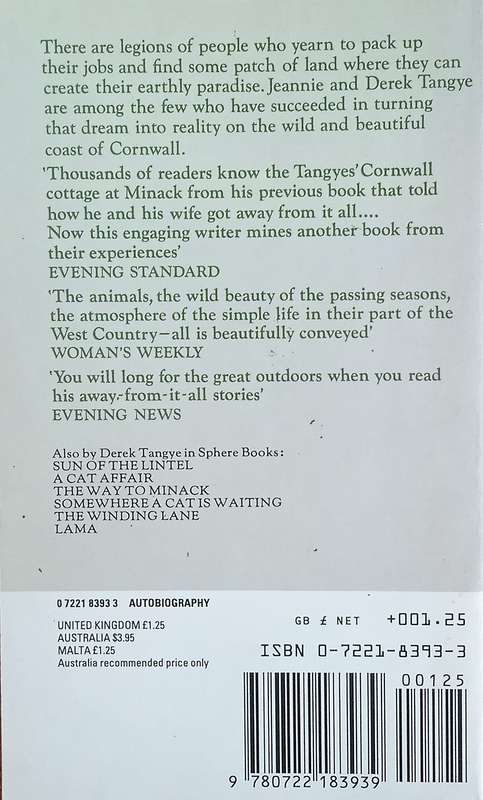 There are legions of people who yearn to pack up
their jobs and find some patch of land where they can
create their earthly paradise. Jeannie and Derek Tangye
are among the few who have succeeded in turning
that dream into reality on the wild and beautiful
coast of Cornwall.
'Thousands of readers know the Tangyes' Cornwall
cottage at Minack from his previous book that told
how he and his wife got away from it all....
Now this engaging writer mines another book from
their experiences'
EVENING STANDARD
'The animals, the wild beauty of the passing seasons,
the atmosphere of the simple life in their part of the
West Country—all is beautifully conveyed'
WOMAN'S WEEKLY
'You will long for the great outdoors when you read
his away-from-it-all stories'
EVENING NEWS
Also by Derek Tangye in Sphere Books:
SUN OF THE LINTEL
A CAT AFFAIR
THE WAY TO MINACK
SOMEWHERE A CAT IS WAITING
THE WINDING LANE
LAMA
0 7221 8393 3 AUTOBIOGRAPHY
UNITED KINGDOM £1.25
AUSTRALIA $3.95
MALTA £1.25
Australia recommended price only
GB £ NET +001.25
ISBN 0-7221-8393-3
00125
9 780722 183939